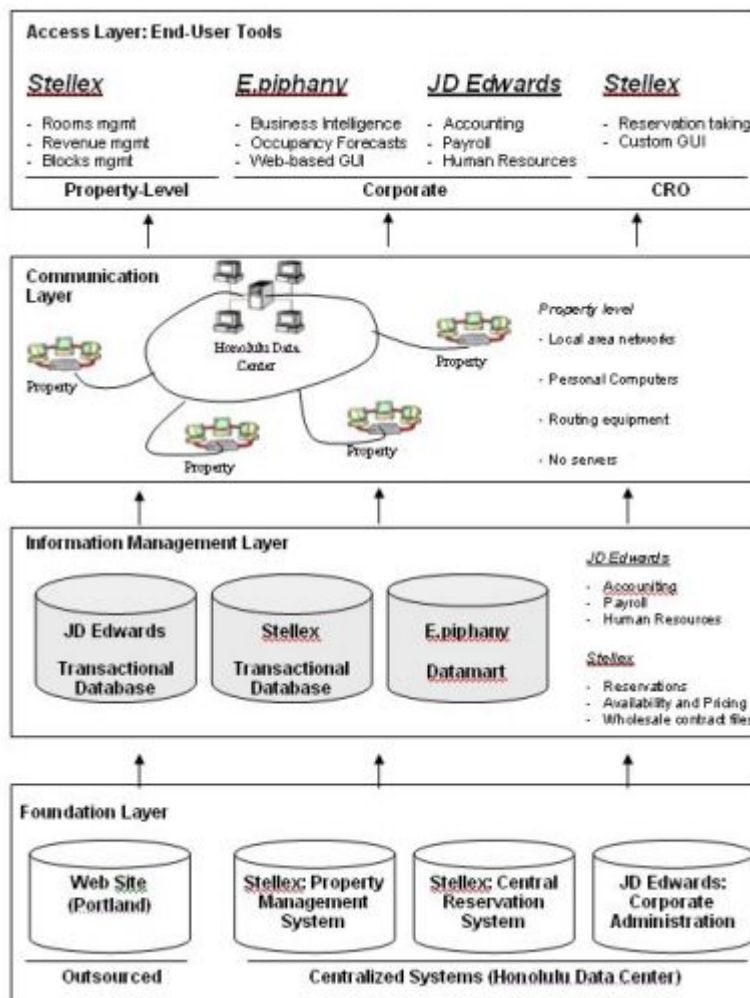 Access Layer: End-User Tools
Stellex
- Rooms mgmt
- Revenue mgmt
- Blocks mgmt
Property-Level
E.piphany
- Business Intelligence
- Occupancy Forecasts
- Web-based GUI
JD Edwards
- Accounting
- Payroll
- Human Resources
Corporate
Stellex
- Reservation taking
- Custom GUI
CRO
Communication
Layer
Honolulu Data
Center
Property
Property
Property
Property
Property level
- Local area networks
- Personal Computers
- Routing equipment
- No servers
Information Management Layer
JD Edwards
Transactional
Database
Stellex
Transactional
Database
E.piphany
Datamart
JD Edwards
- Accounting
- Payroll
- Human Resources
Stellex
- Reservations
- Availability and Pricing
- Wholesale contract files
Foundation Layer
Web Site
(Portland)
Outsourced
Stellex: Property
Management
System
Stellex: Central
Reservation
System
JD Edwards:
Corporate
Administration
Centralized Systems (Honolulu Data Center)